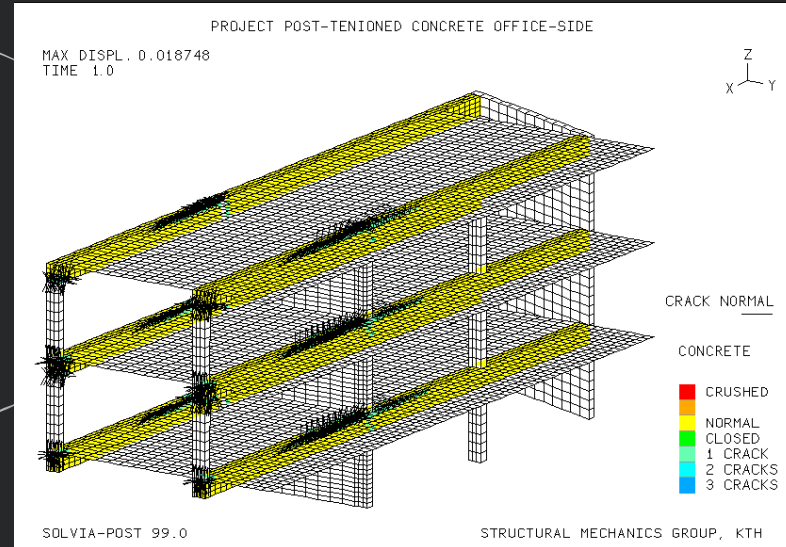 PROJECT POST-TENIONED CONCRETE OFFICE-SIDE
MAX DISPL. 0.018748
TIME 1.0
Z
X Y
CRACK NORMAL
CONCRETE
CRUSHED
NORMAL
CLOSED
1 CRACK
2 CRACKS
3 CRACKS
SOLVIA-POST 99.0
STRUCTURAL MECHANICS GROUP, KTH